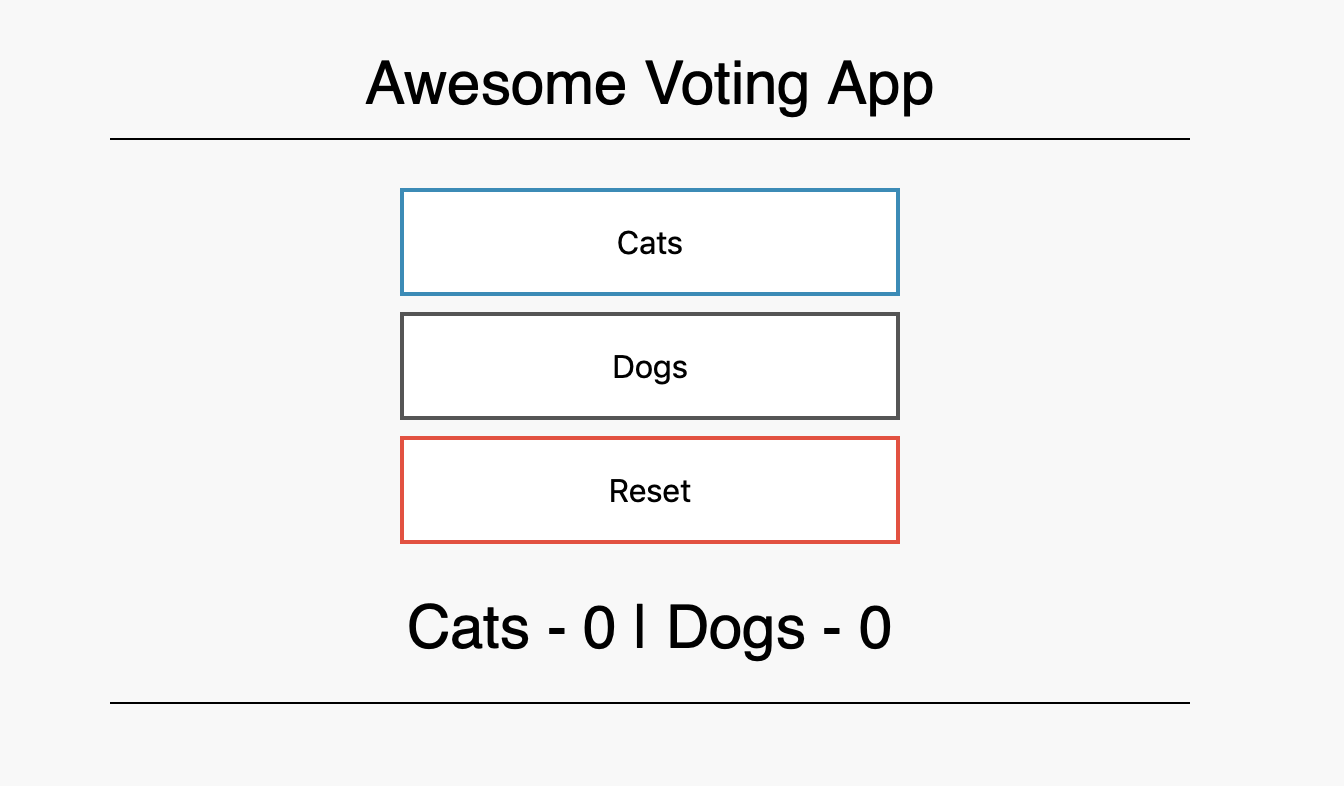 Awesome Voting App
Cats
Dogs
Reset
Cats - 0 | Dogs - 0